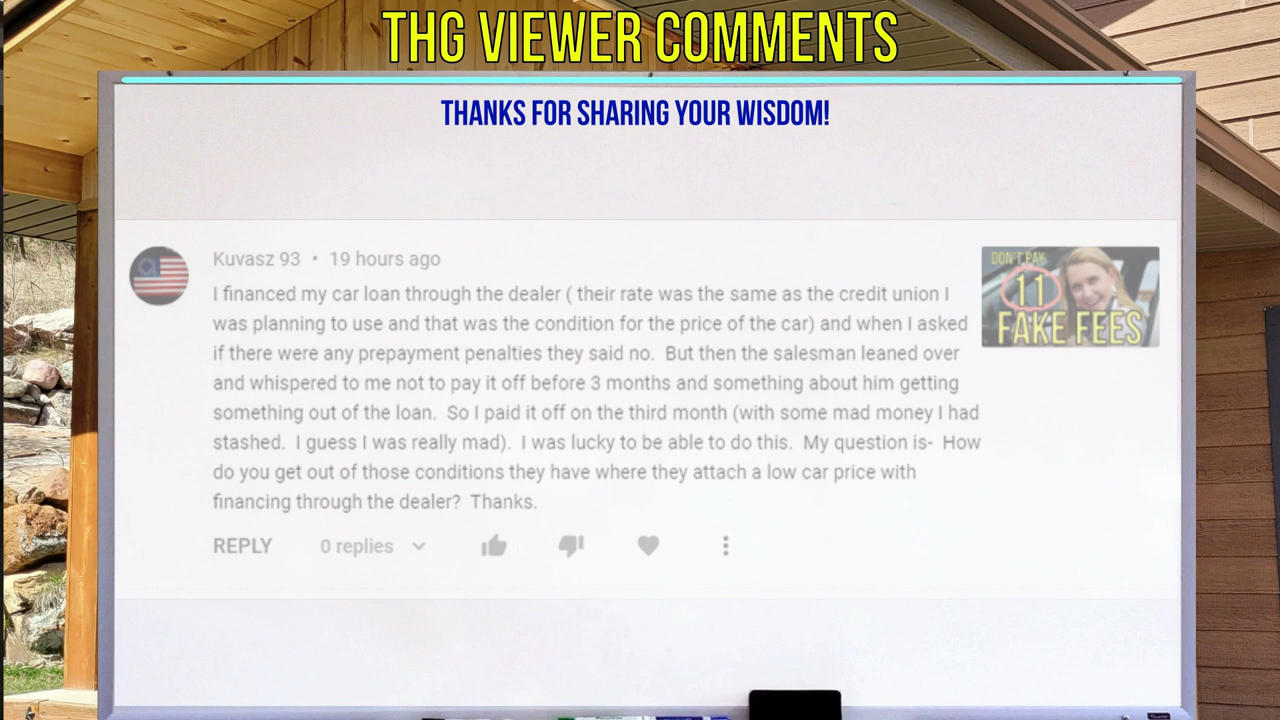 THG VIEWER COMMENTS
THANKS FOR SHARING YOUR WISDOM!
Kuvasz 93 • 19 hours ago
I financed my car loan through the dealer ( their rate was the same as the credit union I
was planning to use and that was the condition for the price of the car) and when I asked
if there were any prepayment penalties they said no.  But then the salesman leaned over
and whispered to me not to pay it off before 3 months and something about him getting
something out of the loan.  So I paid it off on the third month (with some mad money I had
stashed.  I guess I was really mad).  I was lucky to be able to do this.  My question is-  How
do you get out of those conditions they have where they attach a low car price with
financing through the dealer?  Thanks.
REPLY 0 replies
DON'T PAY
11
FAKE FEES